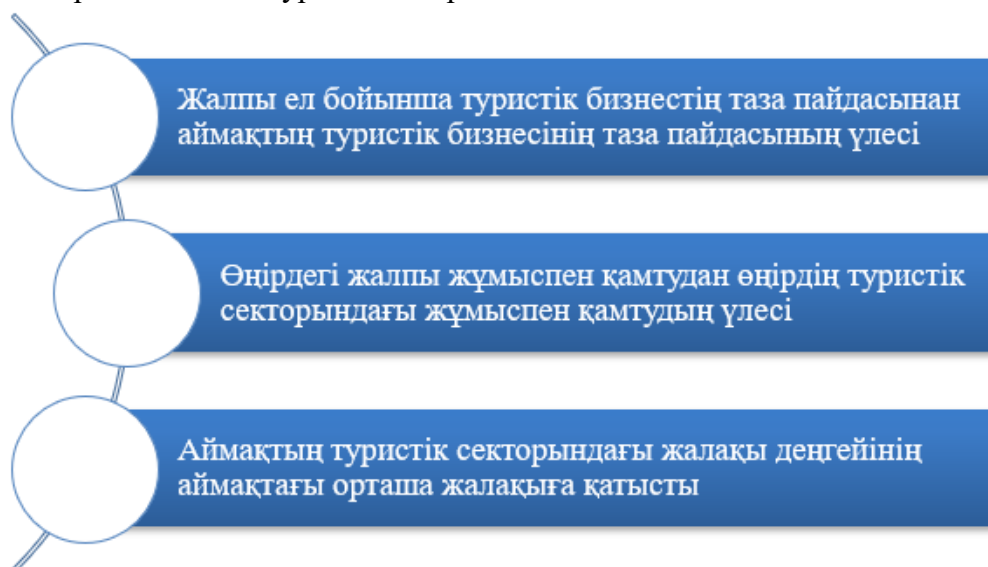 Жалпы ел бойынша туристік бизнестің таза пайдасынан
аймақтың туристік бизнесінің таза пайдасының үлесі
Өңірдегі жалпы жұмыспен қамтудан өңірдің туристік
секторындағы жұмыспен қамтудың үлесі
Аймақтың туристік секторындағы жалақы деңгейінің
аймақтағы орташа жалақыға қатысты